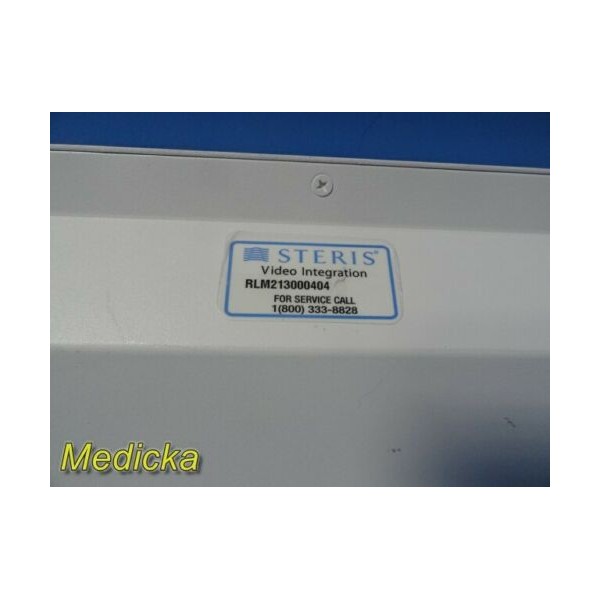 STERIS®
Video Integration
RLM213000404
FOR SERVICE CALL
1(800) 333-8828
Medicka